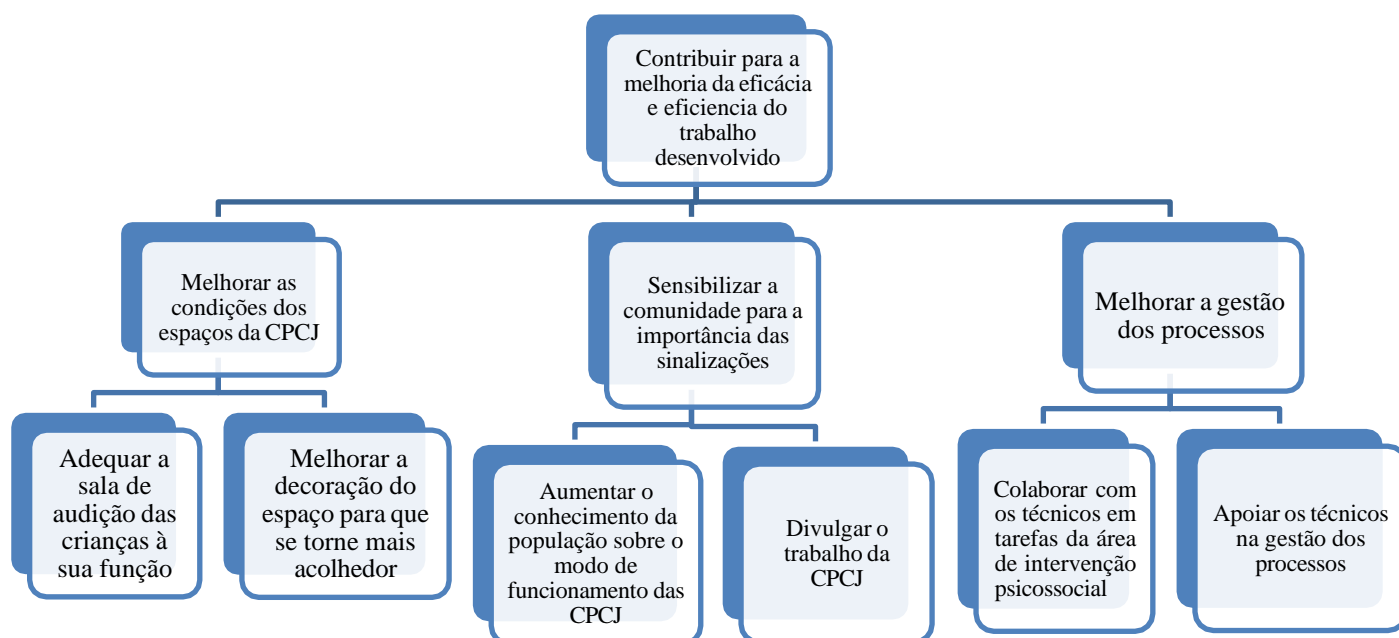 Contribuir para a
melhoria da eficácia
e eficiencia do
trabalho
desenvolvido
Melhorar as
condições dos
espaços da CPCJ
Sensibilizar a
comunidade para a
importância das
sinalizações
Melhorar a gestão
dos processos
Adequar a
sala de
audição das
crianças à
sua função
Melhorar a
decoração do
espaço para que
se torne mais
acolhedor
Aumentar o
conhecimento da
população sobre o
modo de
funcionamento das
CPCJ
Divulgar o
trabalho da
CPCJ
Colaborar com
os técnicos em
tarefas da área
de intervenção
psicossocial
Apoiar os técnicos
na gestão dos
processos